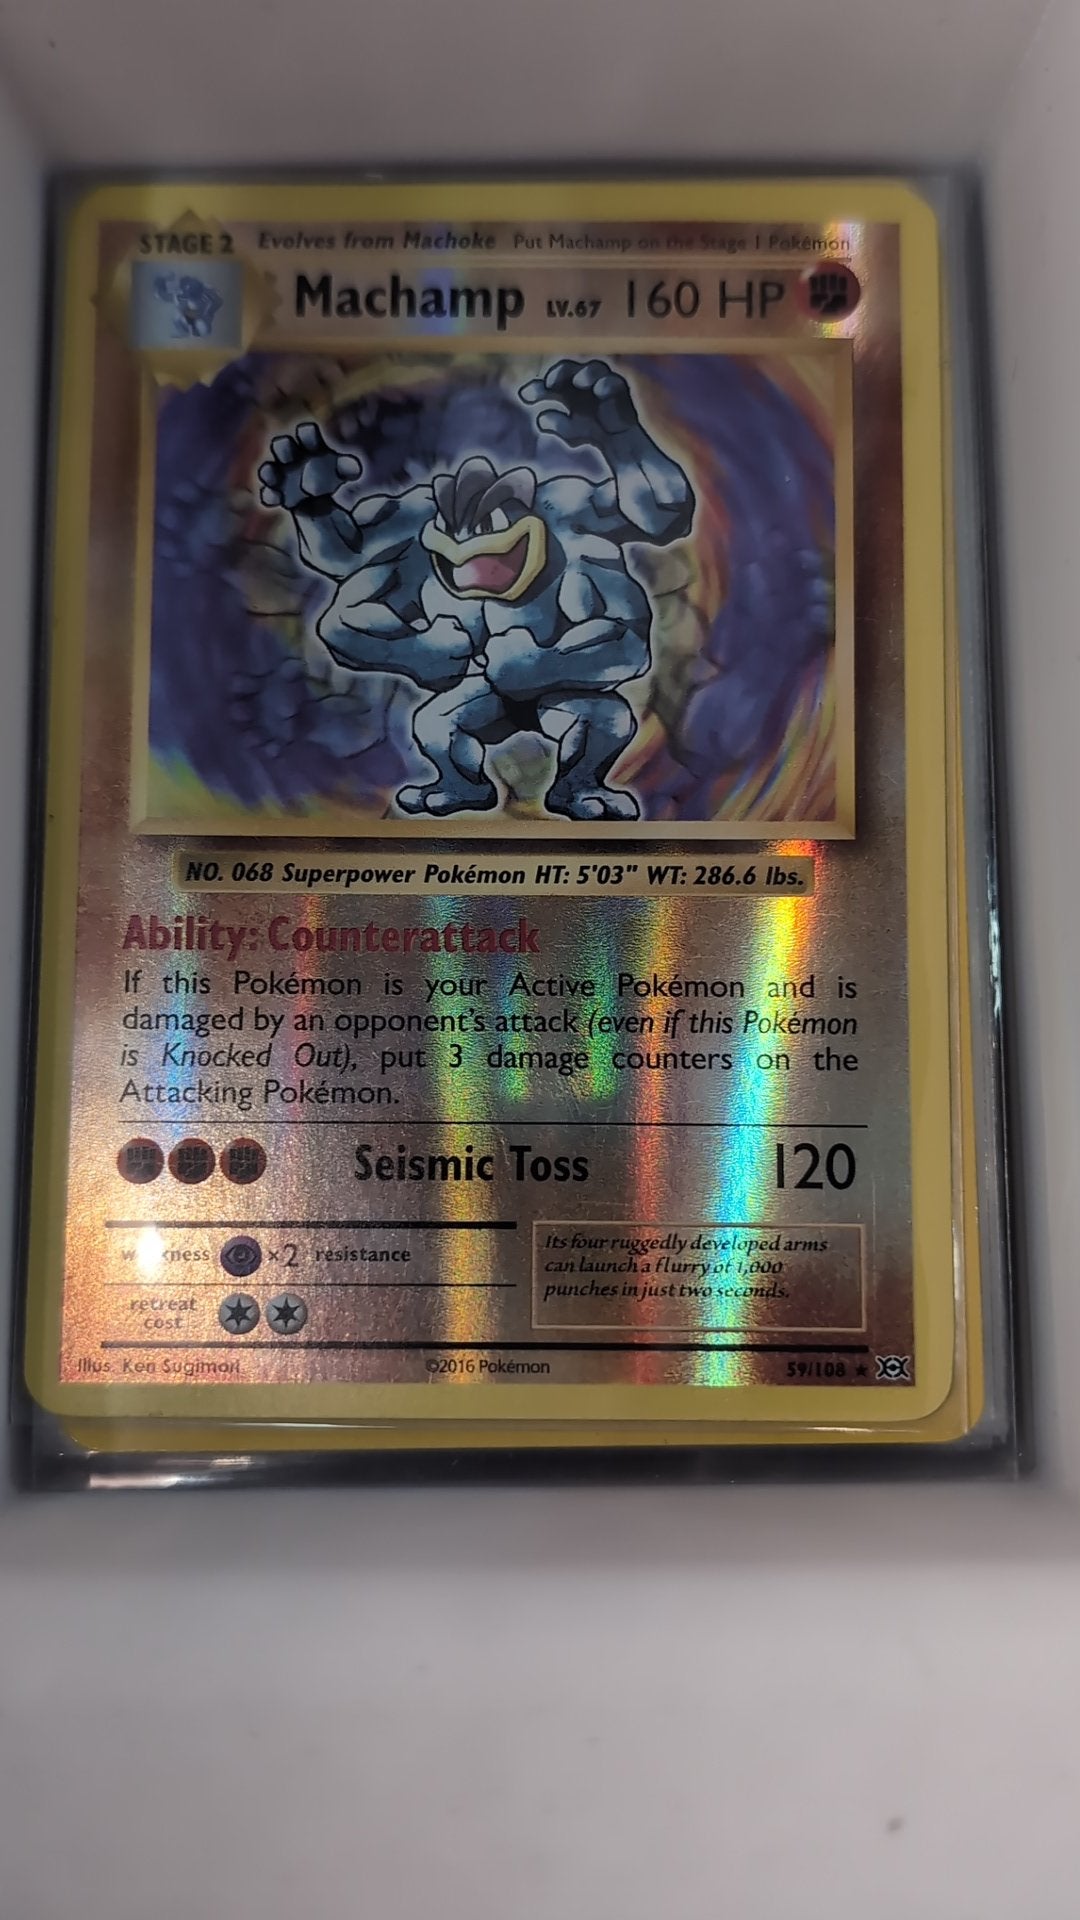 STAGE 2 Evolves from Machoke Put Machamp on the Stage 1 Pokémon
Machamp LV.67 160 HP
NO. 068 Superpower Pokémon HT: 5'03" WT: 286.6 lbs.
Ability: Counterattack
If this Pokémon is your Active Pokémon and is
damaged by an opponent's attack (even if this Pokémon
is Knocked Out), put 3 damage counters on the
Attacking Pokémon.
Seismic Toss 120
weakness ×2 resistance
retreat
cost
Its four ruggedly developed arms
can launch a flurry of 1,000
punches in just two seconds.
Illus. Ken Sugimori ©2016 Pokémon 59/108 ★